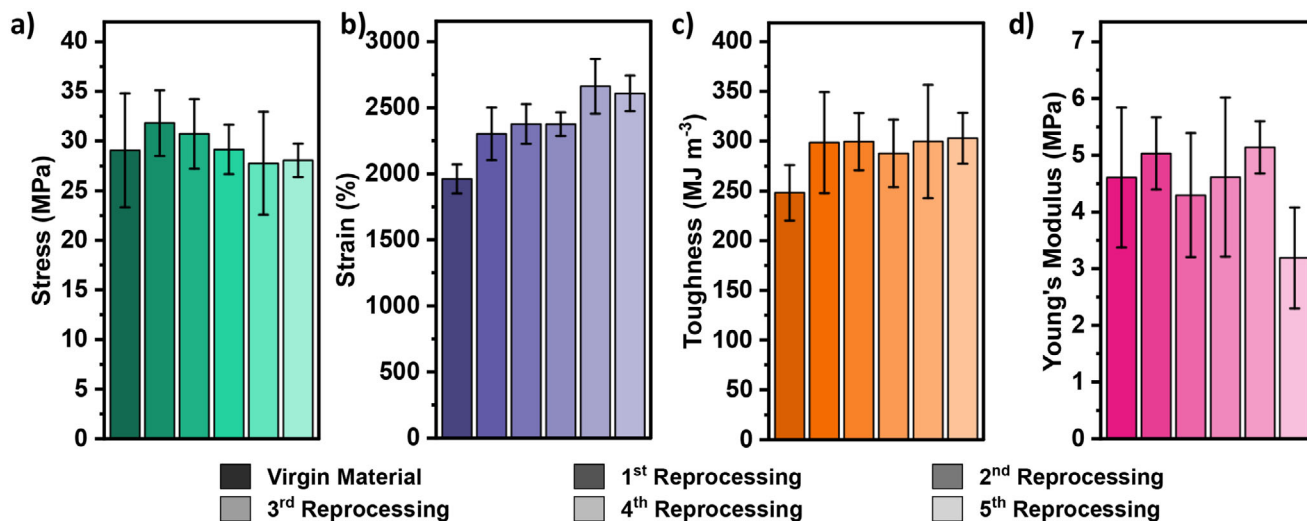 a)
Stress (MPa)
40
35
30
25
20
15
10
5
0
b)
Strain (%)
3000
2500
2000
1500
1000
500
0
c)
Toughness (MJ m⁻³)
400
350
300
250
200
150
100
50
0
d)
Young's Modulus (MPa)
7
6
5
4
3
2
1
0
Virgin Material
1st Reprocessing
2nd Reprocessing
3rd Reprocessing
4th Reprocessing
5th Reprocessing